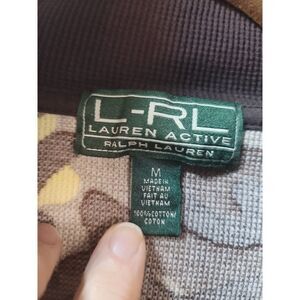 L-RL
LAUREN ACTIVE
RALPH LAUREN
M
MADE IN
VIETNAM
FAIT AU
VIETNAM
100% COTTON/
COTON